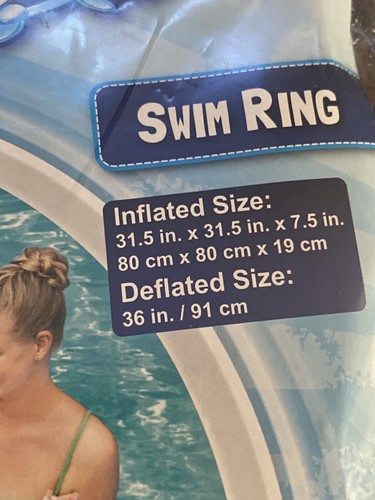 SWIM RING
Inflated Size:
31.5 in. x 31.5 in. x 7.5 in.
80 cm x 80 cm x 19 cm
Deflated Size:
36 in. / 91 cm